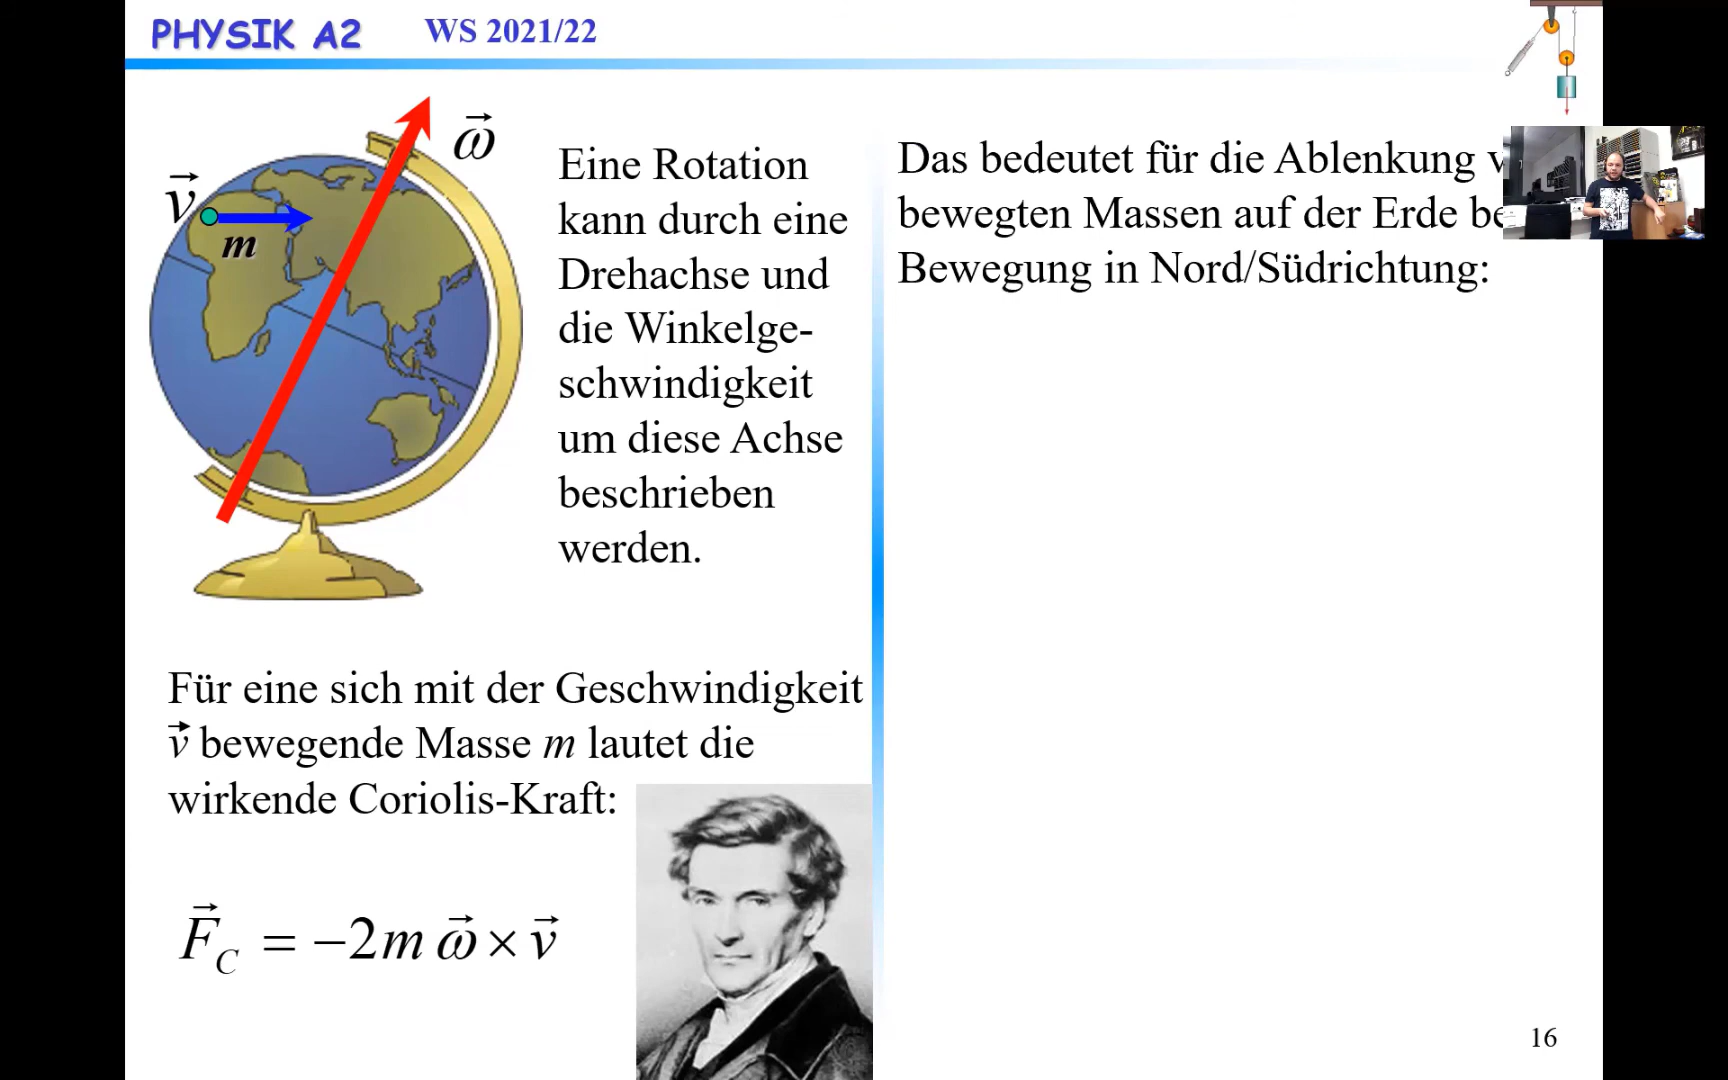 PHYSIK A2 WS 2021/22
ω⃗
v⃗
m
Eine Rotation
kann durch eine
Drehachse und
die Winkelge-
schwindigkeit
um diese Achse
beschrieben
werden.
Für eine sich mit der Geschwindigkeit
v⃗ bewegende Masse m lautet die
wirkende Coriolis-Kraft:
F⃗_C = −2m ω⃗ × v⃗
Das bedeutet für die Ablenkung
bewegten Massen auf der Erde
Bewegung in Nord/Südrichtung:
16